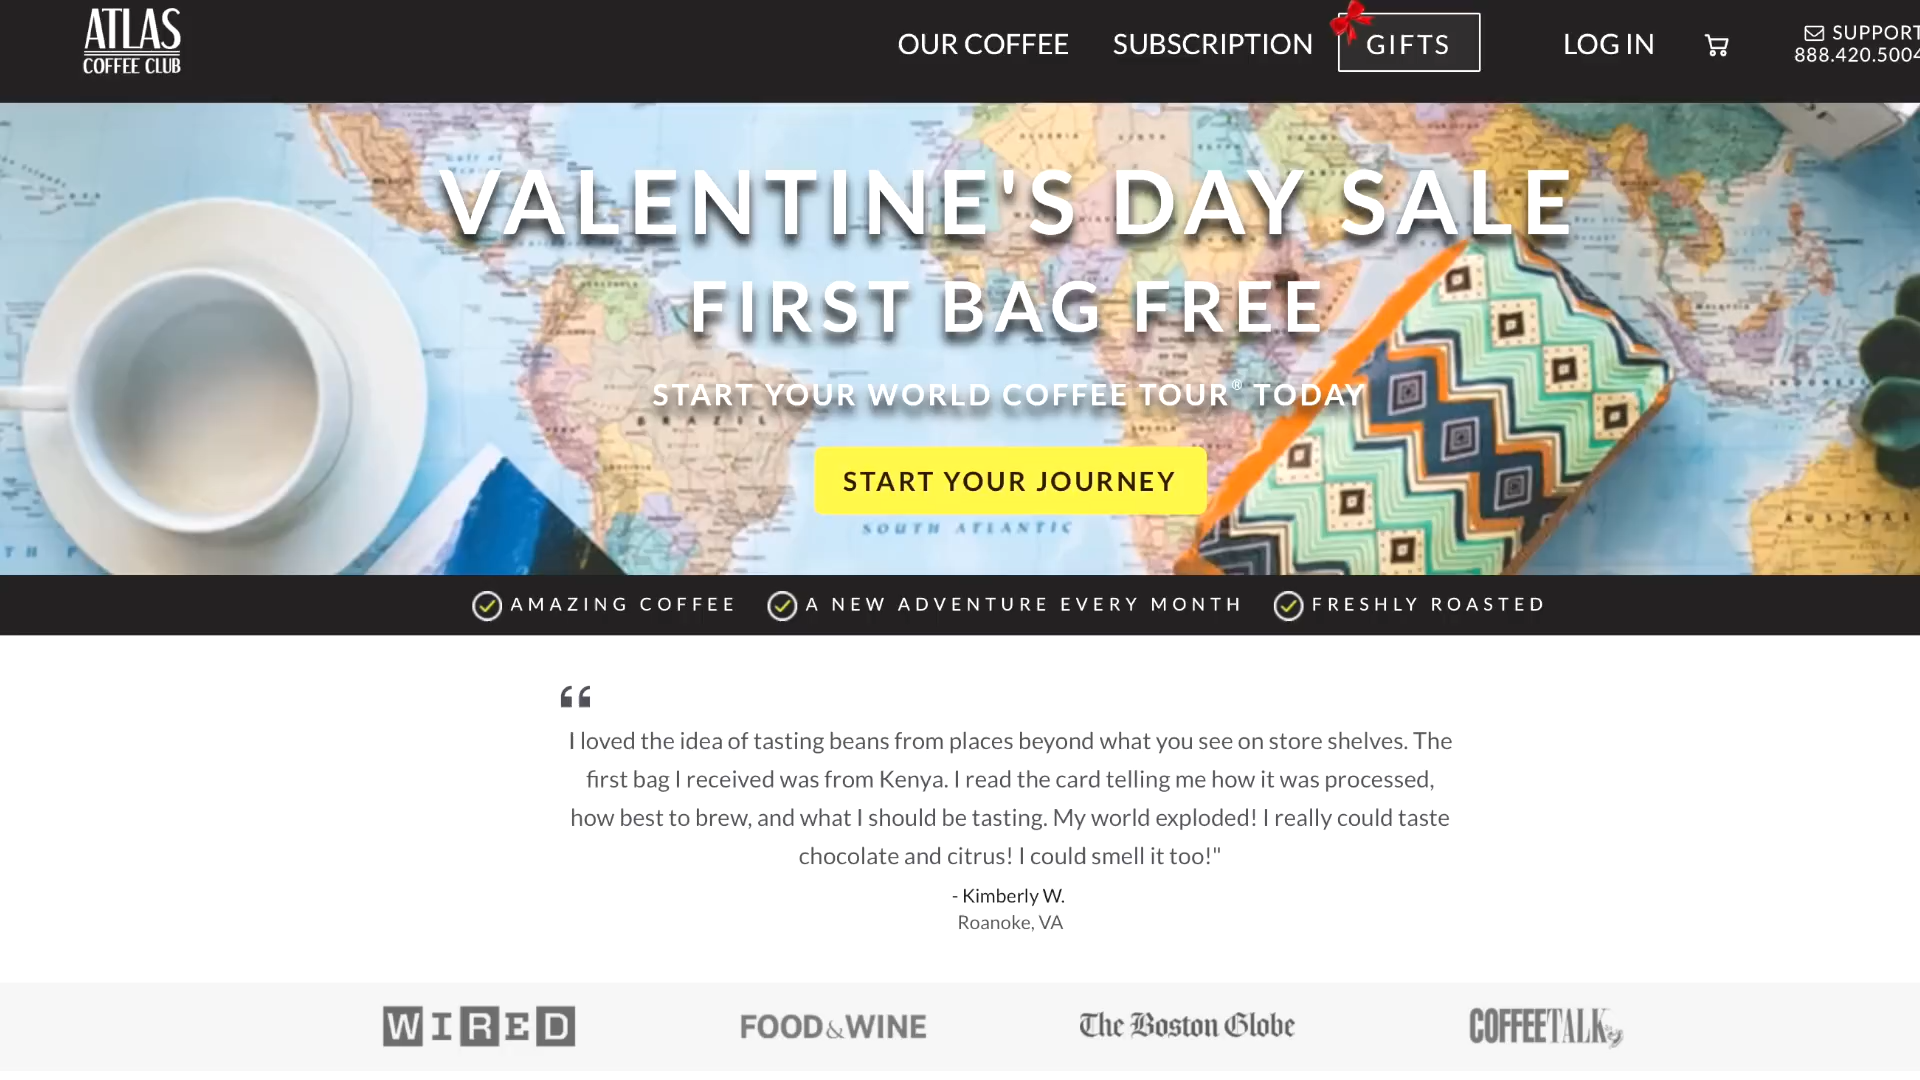 ATLAS
COFFEE CLUB
OUR COFFEE
SUBSCRIPTION
GIFTS
LOG IN
SUPPORT
888.420.5004
VALENTINE'S DAY SALE
FIRST BAG FREE
START YOUR WORLD COFFEE TOUR® TODAY
BRAZIL
START YOUR JOURNEY
SOUTH ATLANTIC
AMAZING COFFEE
A NEW ADVENTURE EVERY MONTH
FRESHLY ROASTED
“
I loved the idea of tasting beans from places beyond what you see on store shelves. The
first bag I received was from Kenya. I read the card telling me how it was processed,
how best to brew, and what I should be tasting. My world exploded! I really could taste
chocolate and citrus! I could smell it too!"
- Kimberly W.
Roanoke, VA
WIRED
FOOD & WINE
The Boston Globe
COFFEETALK